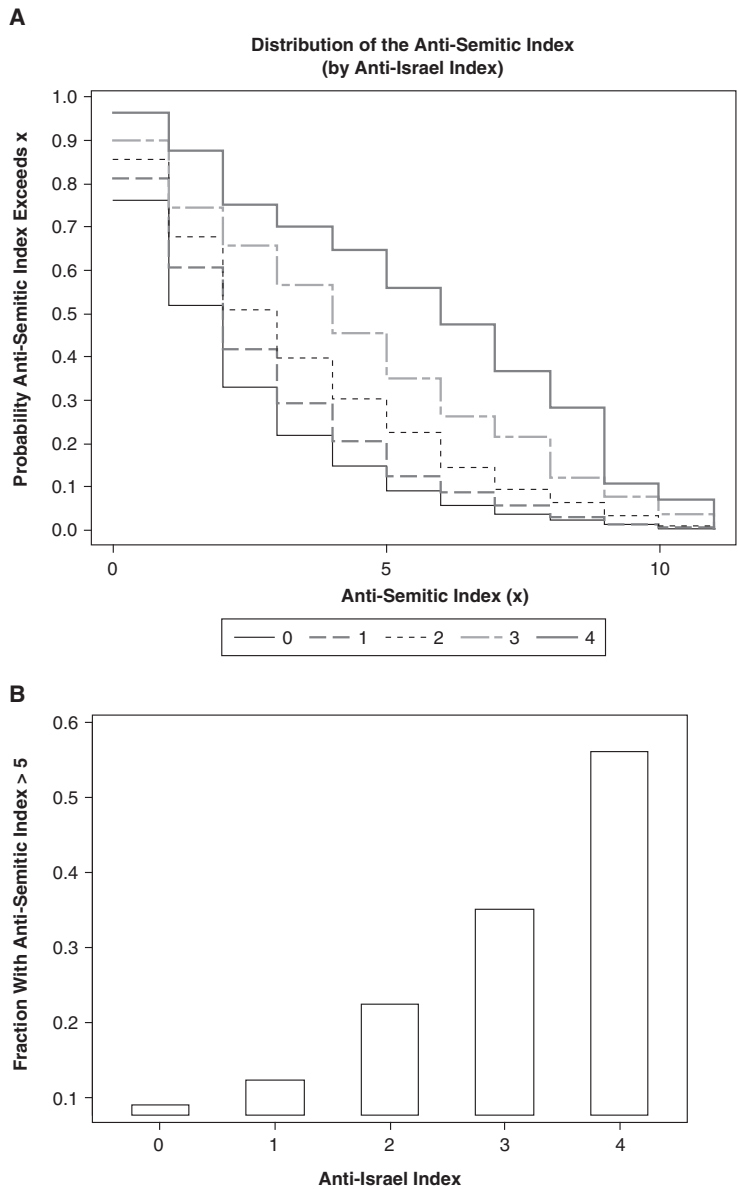 A
Distribution of the Anti-Semitic Index
(by Anti-Israel Index)
Probability Anti-Semitic Index Exceeds x
1.0
0.9
0.8
0.7
0.6
0.5
0.4
0.3
0.2
0.1
0.0
0 5 10
Anti-Semitic Index (x)
0 1 2 3 4
B
Fraction With Anti-Semitic Index > 5
0.6
0.5
0.4
0.3
0.2
0.1
0 1 2 3 4
Anti-Israel Index